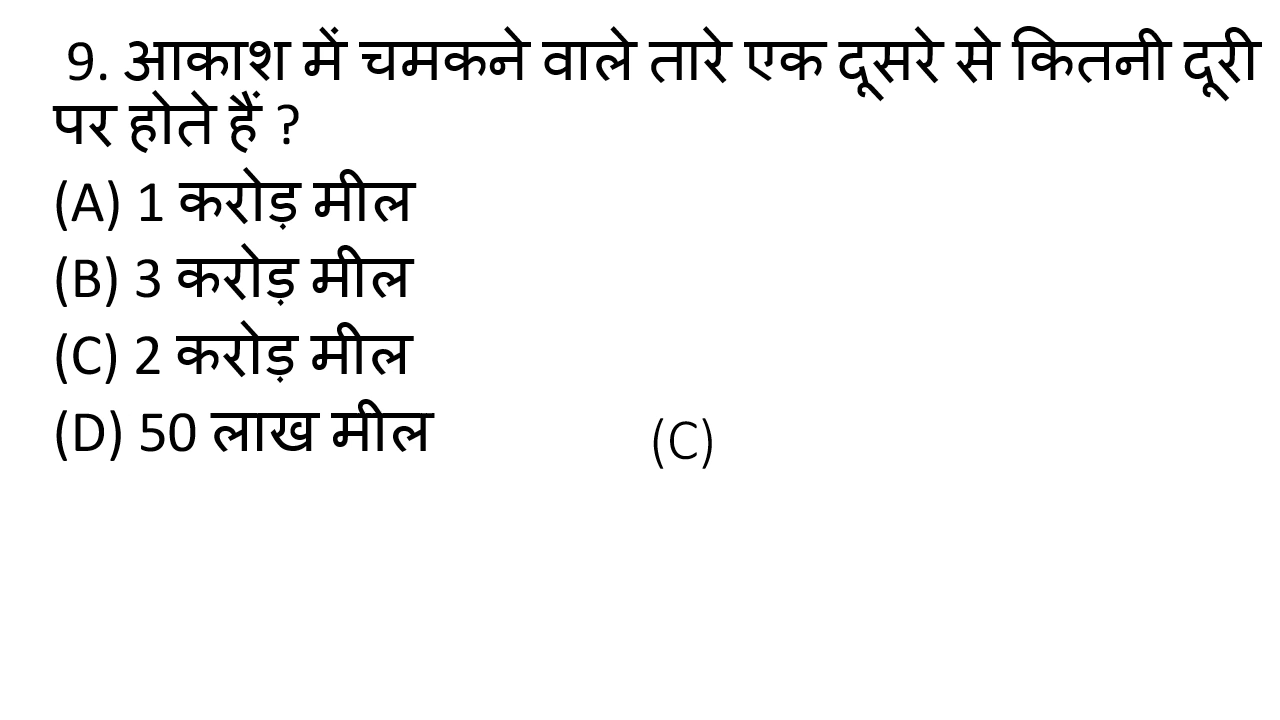 9. आकाश में चमकने वाले तारे एक दूसरे से कितनी दूरी
पर होते हैं ?
(A) 1 करोड़ मील
(B) 3 करोड़ मील
(C) 2 करोड़ मील
(D) 50 लाख मील
(C)